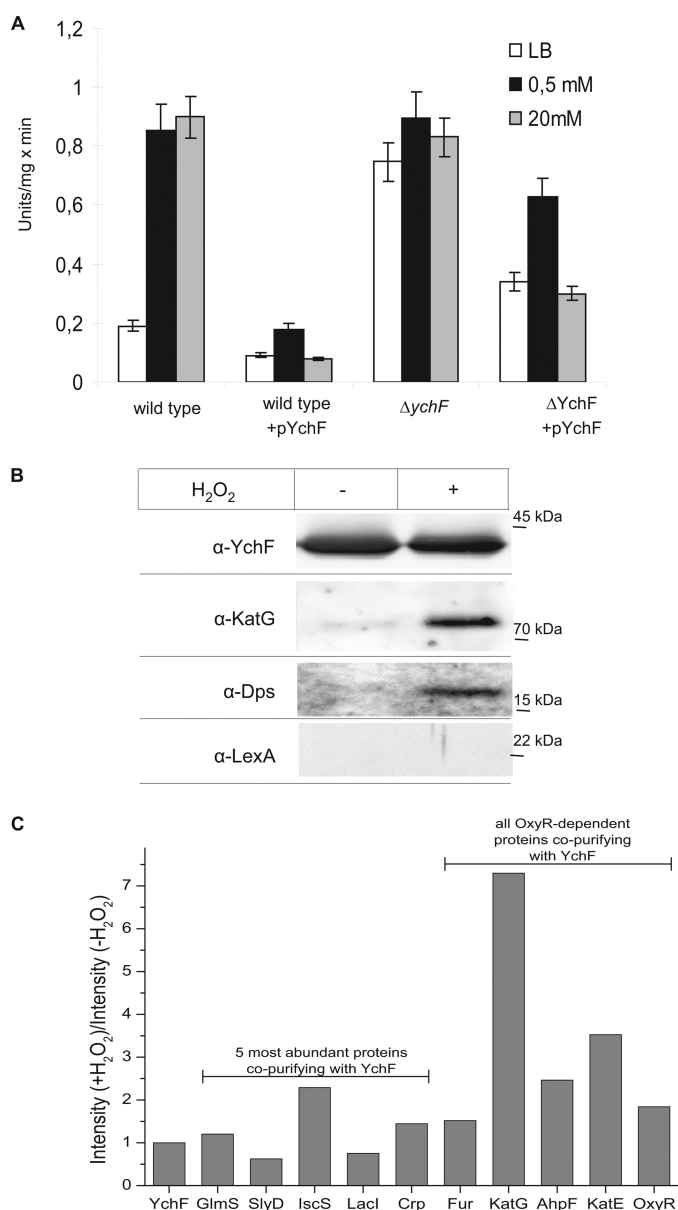 A
1,2
1
0,8
0,6
0,4
0,2
0
Units/mg x min
LB
0,5 mM
20mM
wild type
wild type
+pYchF
ΔychF
ΔYchF
+pYchF
B
H₂O₂ - +
α-YchF 45 kDa
α-KatG 70 kDa
α-Dps 15 kDa
α-LexA 22 kDa
C
all OxyR-dependent
proteins co-purifying
with YchF
5 most abundant proteins
co-purifying with YchF
Intensity (+H₂O₂)/Intensity (-H₂O₂)
7
6
5
4
3
2
1
0
YchF GlmS SlyD IscS LacI Crp Fur KatG AhpF KatE OxyR